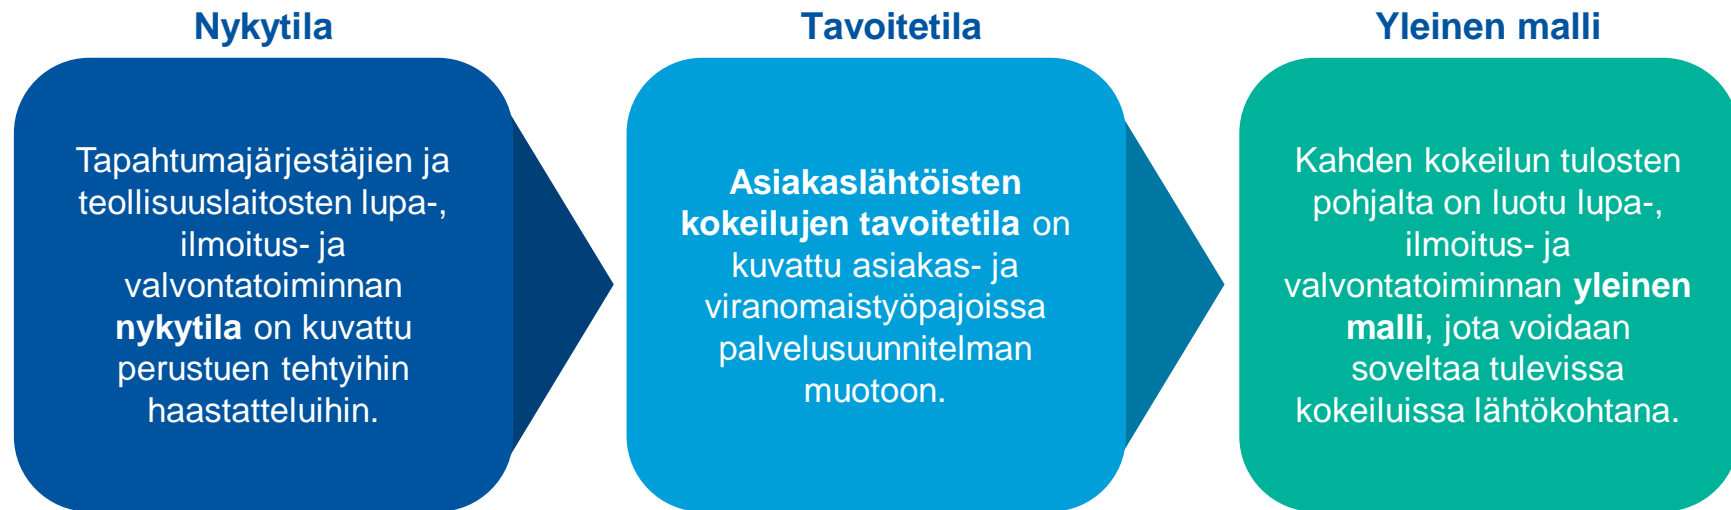 Nykytila
Tapahtumajärjestäjien ja
teollisuuslaitosten lupa-,
ilmoitus- ja
valvontatoiminnan
nykytila on kuvattu
perustuen tehtyihin
haastatteluihin.
Tavoitetila
Asiakaslähtöisten
kokeilujen tavoitetila on
kuvattu asiakas- ja
viranomaistyöpajoissa
palvelusuunnitelman
muotoon.
Yleinen malli
Kahden kokeilun tulosten
pohjalta on luotu lupa-,
ilmoitus- ja
valvontatoiminnan yleinen
malli, jota voidaan
soveltaa tulevissa
kokeiluissa lähtökohtana.